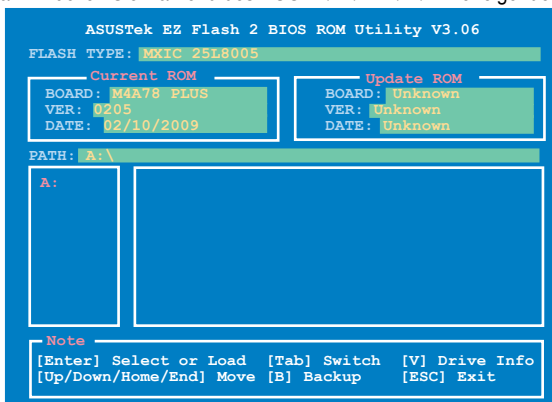 ASUSTek EZ Flash 2 BIOS ROM Utility V3.06
FLASH TYPE: MXIC 25L8005
Current ROM
BOARD: M4A78 PLUS
VER: 0205
DATE: 02/10/2009
Update ROM
BOARD: Unknown
VER: Unknown
DATE: Unknown
PATH: A:\
A:
Note
[Enter] Select or Load [Tab] Switch [V] Drive Info
[Up/Down/Home/End] Move [B] Backup [ESC] Exit